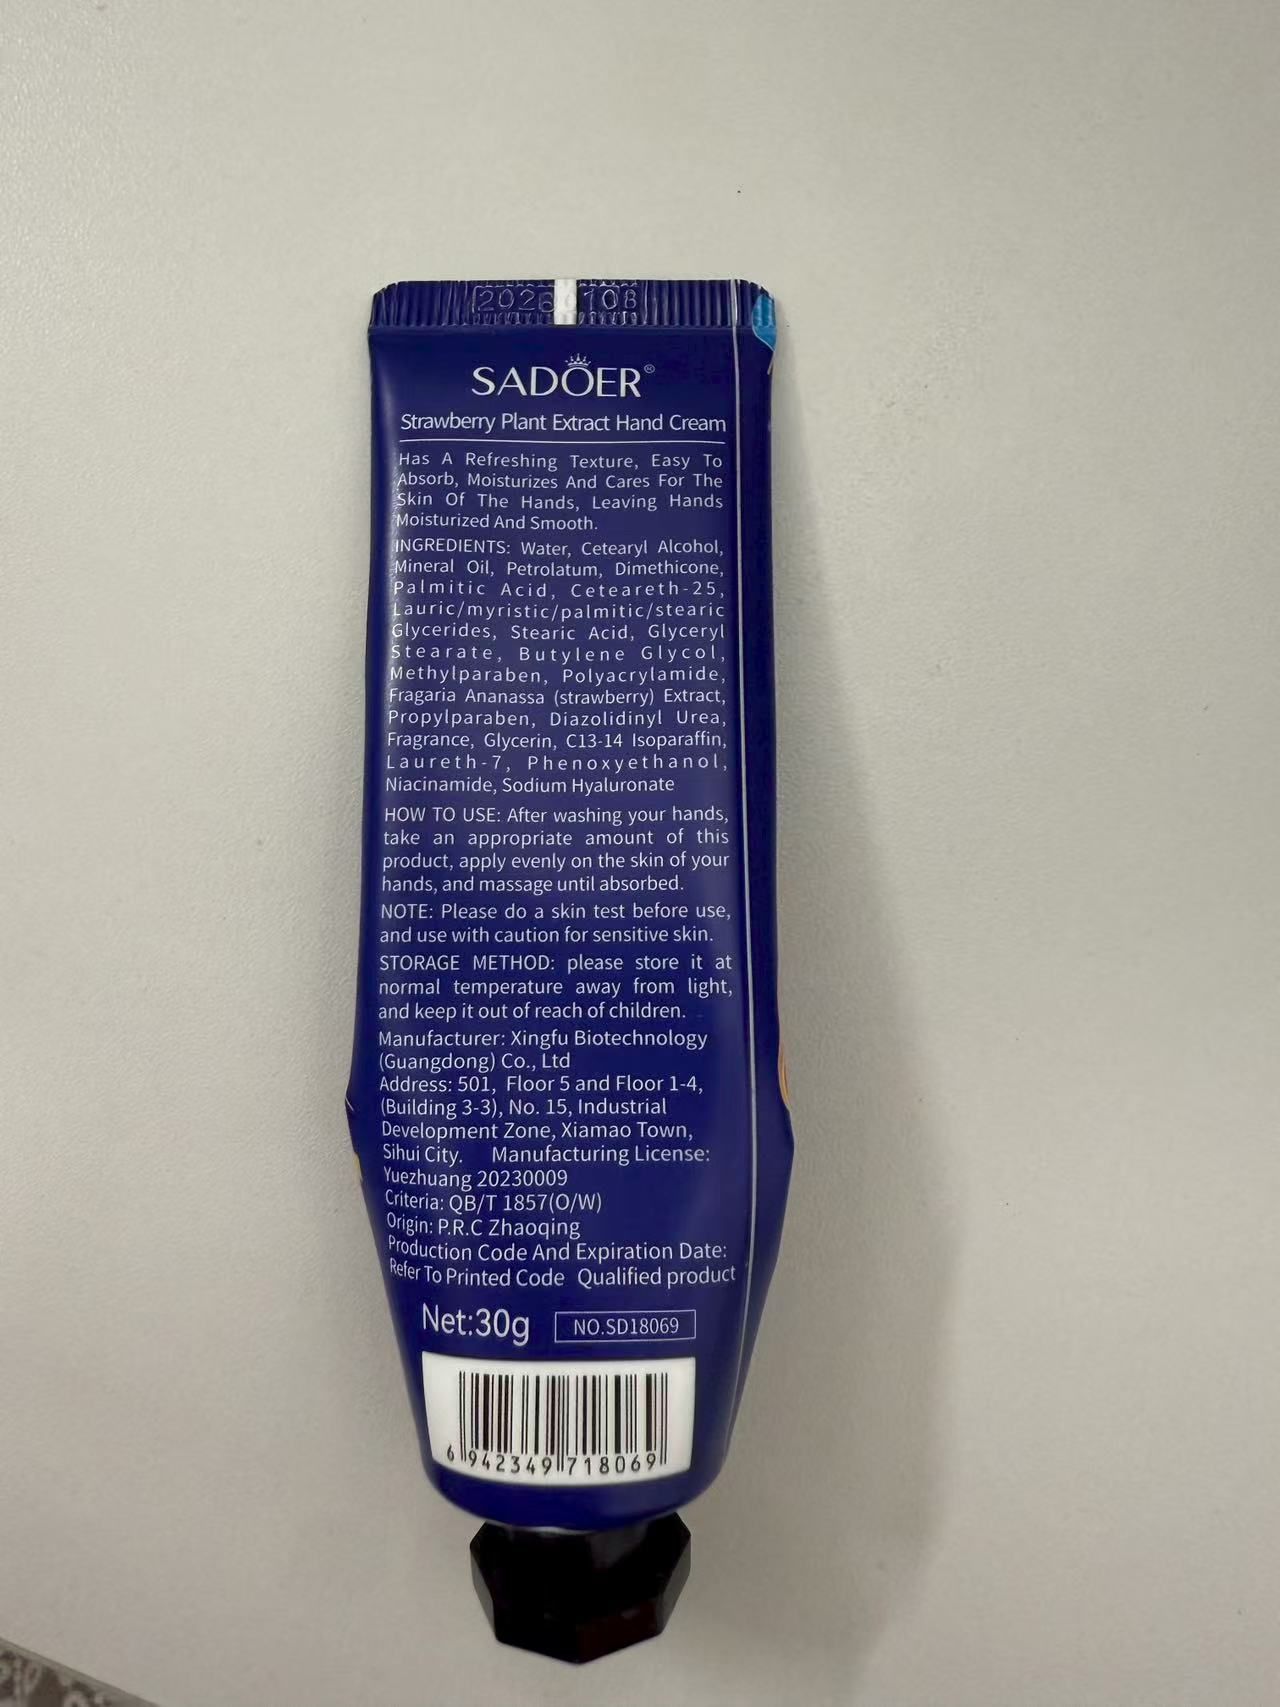 SADOER®
Strawberry Plant Extract Hand Cream
Has A Refreshing Texture, Easy To
Absorb, Moisturizes And Cares For The
Skin Of The Hands, Leaving Hands
Moisturized And Smooth.
INGREDIENTS: Water, Cetearyl Alcohol,
Mineral Oil, Petrolatum, Dimethicone,
Palmitic Acid, Ceteareth-25,
Lauric/myristic/palmitic/stearic
Glycerides, Stearic Acid, Glyceryl
Stearate, Butylene Glycol,
Methylparaben, Polyacrylamide,
Fragaria Ananassa (strawberry) Extract,
Propylparaben, Diazolidinyl Urea,
Fragrance, Glycerin, C13-14 Isoparaffin,
Laureth-7, Phenoxyethanol,
Niacinamide, Sodium Hyaluronate
HOW TO USE: After washing your hands,
take an appropriate amount of this
product, apply evenly on the skin of your
hands, and massage until absorbed.
NOTE: Please do a skin test before use,
and use with caution for sensitive skin.
STORAGE METHOD: please store it at
normal temperature away from light,
and keep it out of reach of children.
Manufacturer: Xingfu Biotechnology
(Guangdong) Co., Ltd
Address: 501, Floor 5 and Floor 1-4,
(Building 3-3), No. 15, Industrial
Development Zone, Xiamao Town,
Sihui City. Manufacturing License:
Yuezhuang 20230009
Criteria: QB/T 1857(O/W)
Origin: P.R.C Zhaoqing
Production Code And Expiration Date:
Refer To Printed Code Qualified product
Net:30g NO.SD18069
6 942349 718069